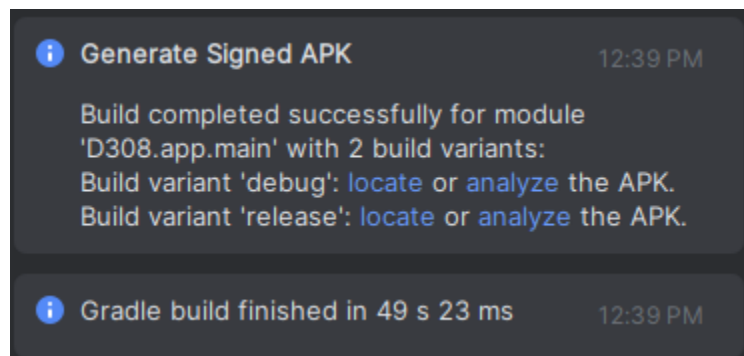 Generate Signed APK
12:39 PM
Build completed successfully for module
'D308.app.main' with 2 build variants:
Build variant 'debug': locate or analyze the APK.
Build variant 'release': locate or analyze the APK.
Gradle build finished in 49 s 23 ms
12:39 PM